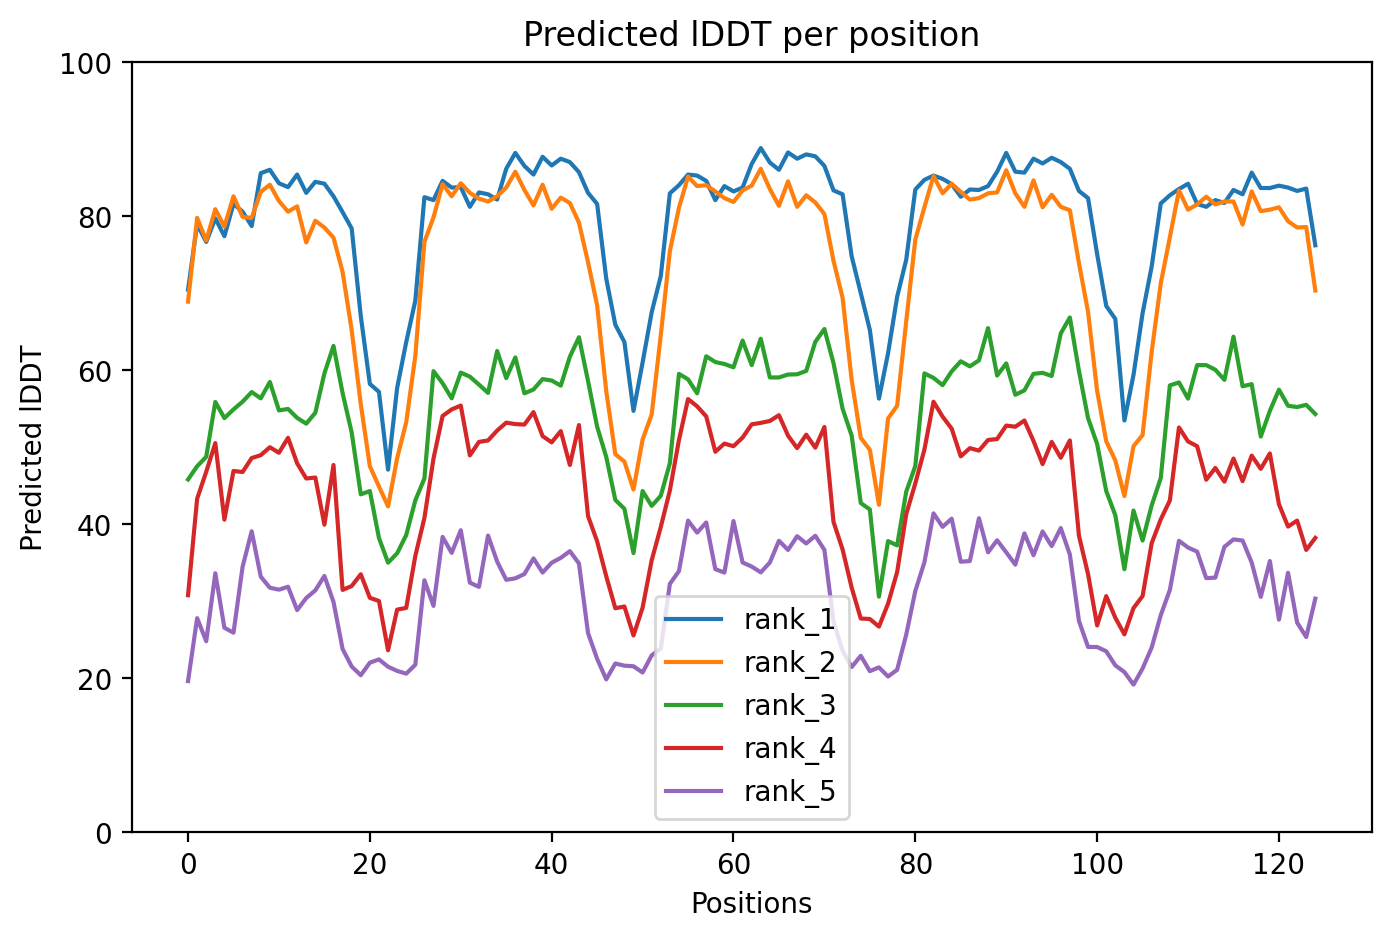 Predicted lDDT per position
100
80
60
40
20
0
Predicted lDDT
0 20 40 60 80 100 120
Positions
rank_1
rank_2
rank_3
rank_4
rank_5